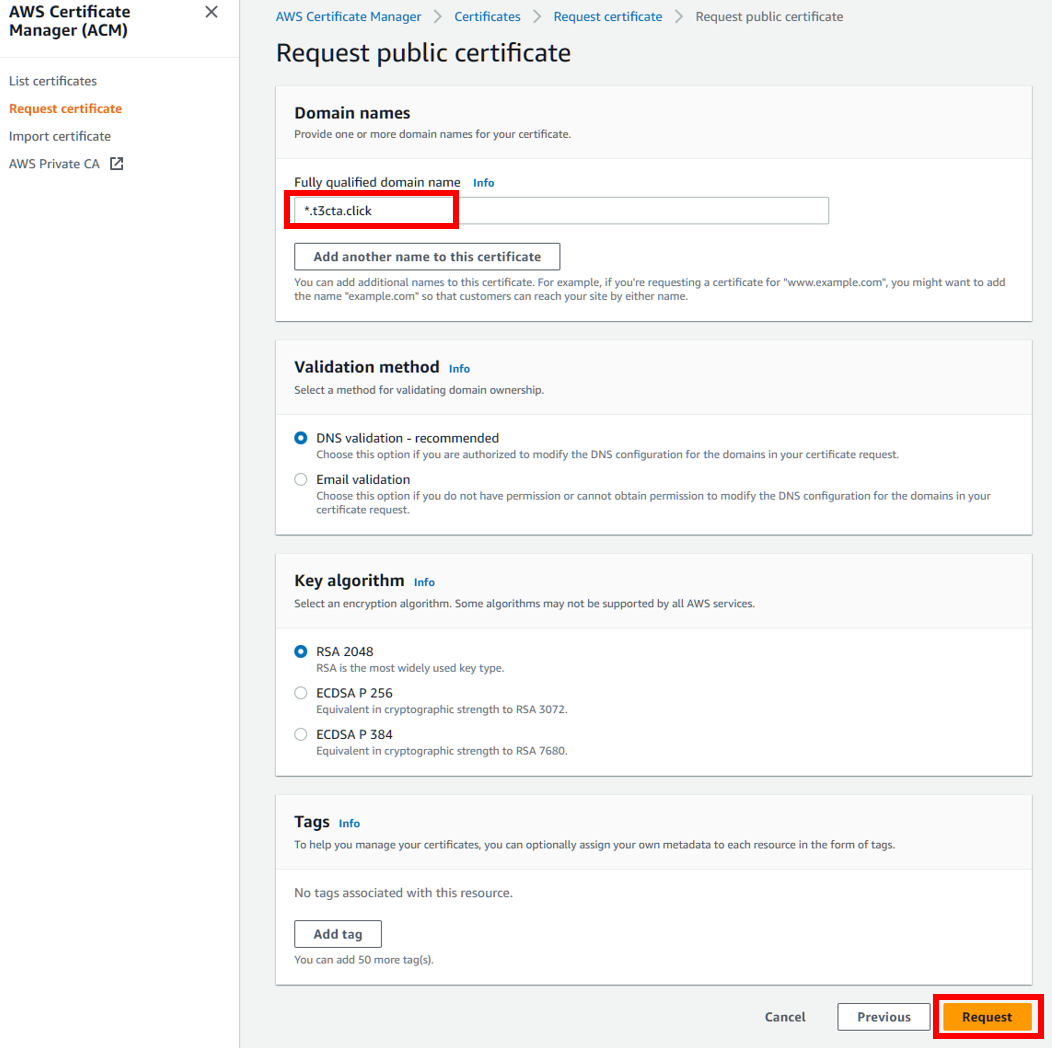 AWS Certificate
Manager (ACM)
List certificates
Request certificate
Import certificate
AWS Private CA
AWS Certificate Manager > Certificates > Request certificate > Request public certificate
Request public certificate
Domain names
Provide one or more domain names for your certificate.
Fully qualified domain name Info
*.t3cta.click
Add another name to this certificate
You can add additional names to this certificate. For example, if you're requesting a certificate for "www.example.com", you might want to add
the name "example.com" so that customers can reach your site by either name.
Validation method Info
Select a method for validating domain ownership.
DNS validation - recommended
Choose this option if you are authorized to modify the DNS configuration for the domains in your certificate request.
Email validation
Choose this option if you do not have permission or cannot obtain permission to modify the DNS configuration for the domains in your
certificate request.
Key algorithm Info
Select an encryption algorithm. Some algorithms may not be supported by all AWS services.
RSA 2048
RSA is the most widely used key type.
ECDSA P 256
Equivalent in cryptographic strength to RSA 3072.
ECDSA P 384
Equivalent in cryptographic strength to RSA 7680.
Tags Info
To help you manage your certificates, you can optionally assign your own metadata to each resource in the form of tags.
No tags associated with this resource.
Add tag
You can add 50 more tag(s).
Cancel Previous Request